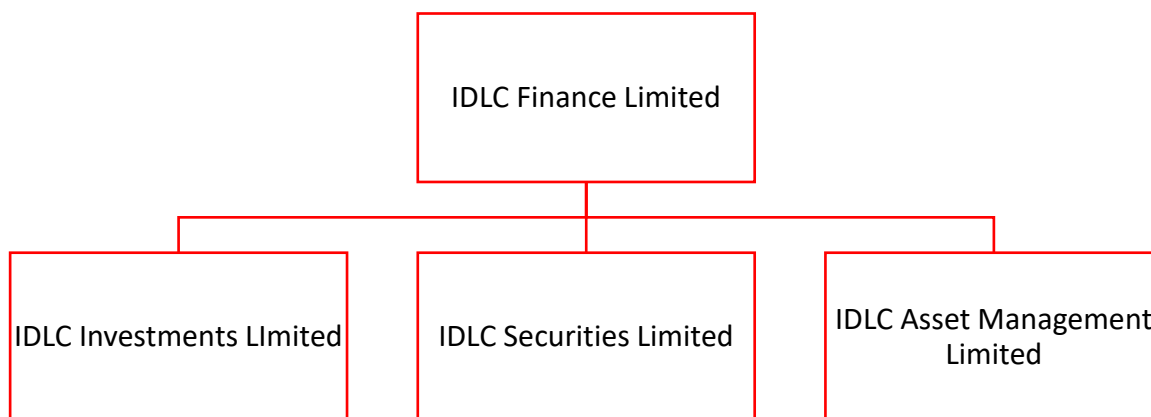 IDLC Finance Limited
IDLC Investments LImited
IDLC Securities Limited
IDLC Asset Management
Limited